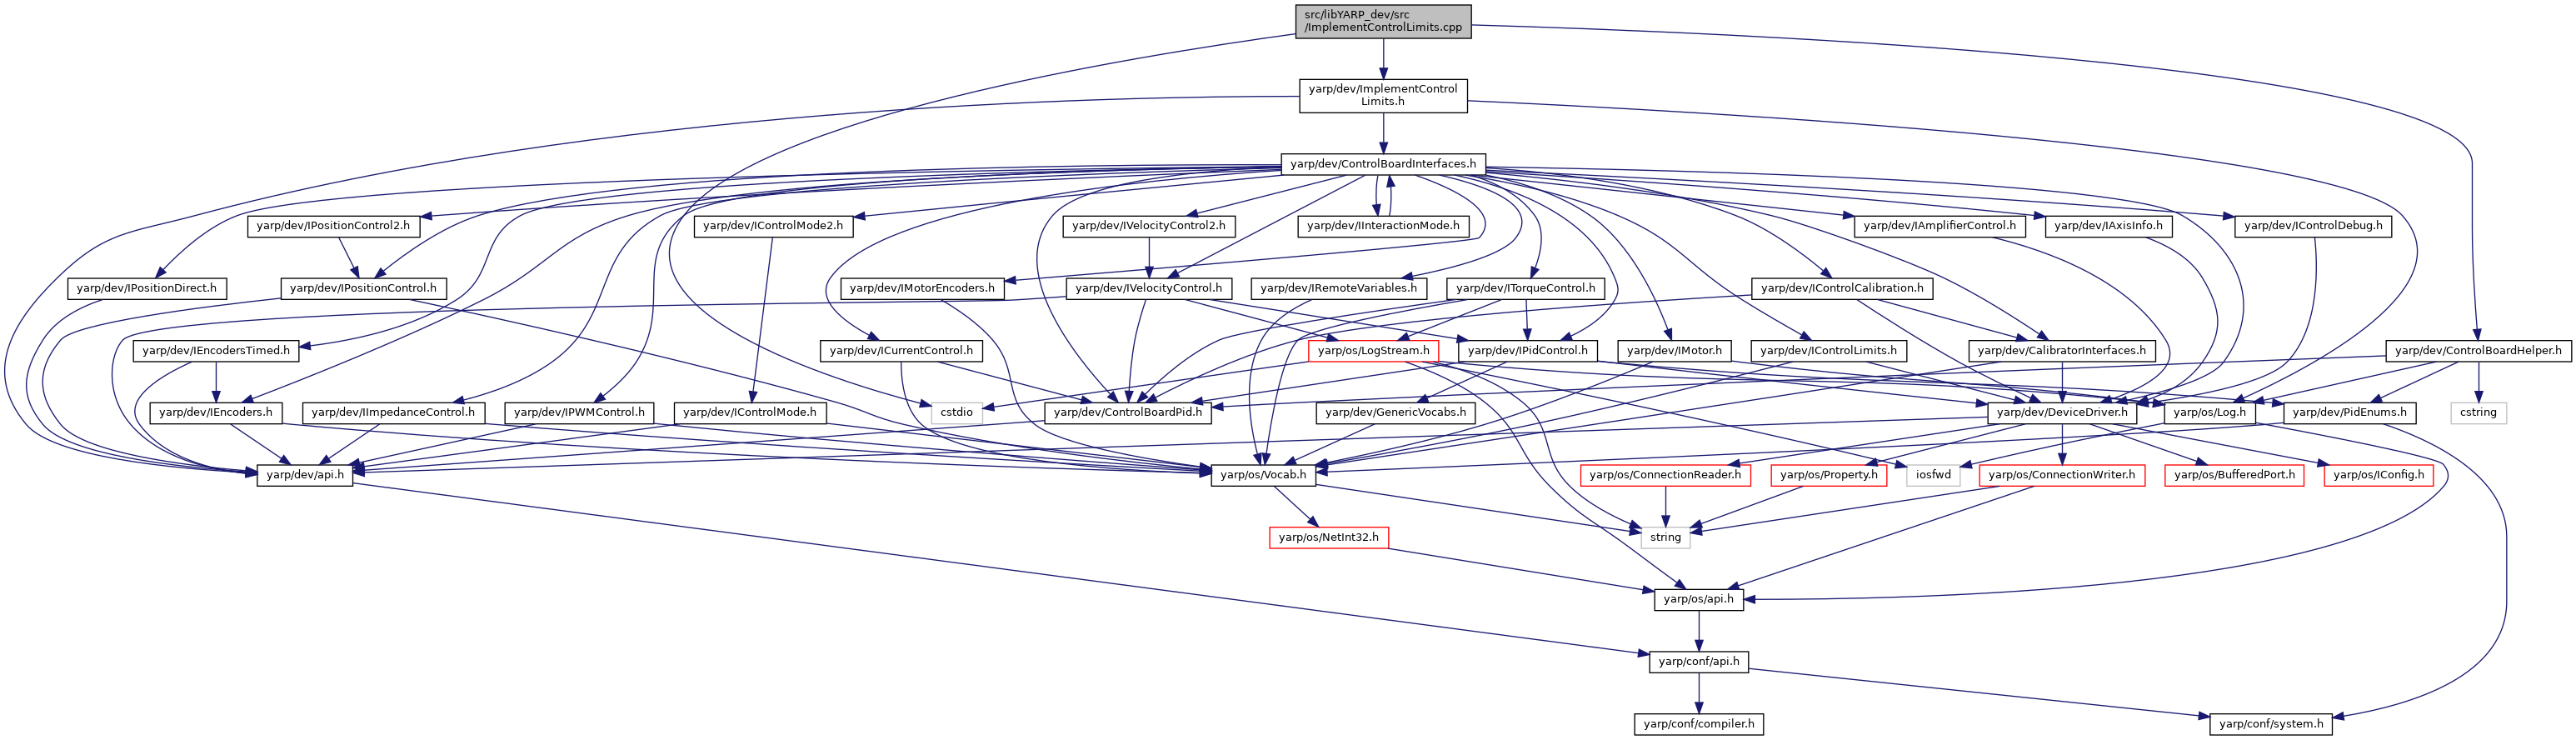 src/libYARP_dev/src
/ImplementControlLimits.cpp
yarp/dev/ImplementControl
Limits.h
yarp/dev/ControlBoardInterfaces.h
yarp/dev/IPositionControl2.h
yarp/dev/IControlMode2.h
yarp/dev/IVelocityControl2.h
yarp/dev/IInteractionMode.h
yarp/dev/IAmplifierControl.h
yarp/dev/IAxisInfo.h
yarp/dev/IControlDebug.h
yarp/dev/IPositionDirect.h
yarp/dev/IPositionControl.h
yarp/dev/IMotorEncoders.h
yarp/dev/IVelocityControl.h
yarp/dev/IRemoteVariables.h
yarp/dev/ITorqueControl.h
yarp/dev/IControlCalibration.h
yarp/dev/IEncodersTimed.h
yarp/dev/ICurrentControl.h
yarp/os/LogStream.h
yarp/dev/IPidControl.h
yarp/dev/IMotor.h
yarp/dev/IControlLimits.h
yarp/dev/CalibratorInterfaces.h
yarp/dev/ControlBoardHelper.h
yarp/dev/IEncoders.h
yarp/dev/IImpedanceControl.h
yarp/dev/IPWMControl.h
yarp/dev/IControlMode.h
cstdio
yarp/dev/ControlBoardPid.h
yarp/dev/GenericVocabs.h
yarp/dev/DeviceDriver.h
yarp/os/Log.h
yarp/dev/PidEnums.h
cstring
yarp/dev/api.h
yarp/os/Vocab.h
yarp/os/ConnectionReader.h
yarp/os/Property.h
iosfwd
yarp/os/ConnectionWriter.h
yarp/os/BufferedPort.h
yarp/os/IConfig.h
yarp/os/NetInt32.h
string
yarp/os/api.h
yarp/conf/api.h
yarp/conf/compiler.h
yarp/conf/system.h